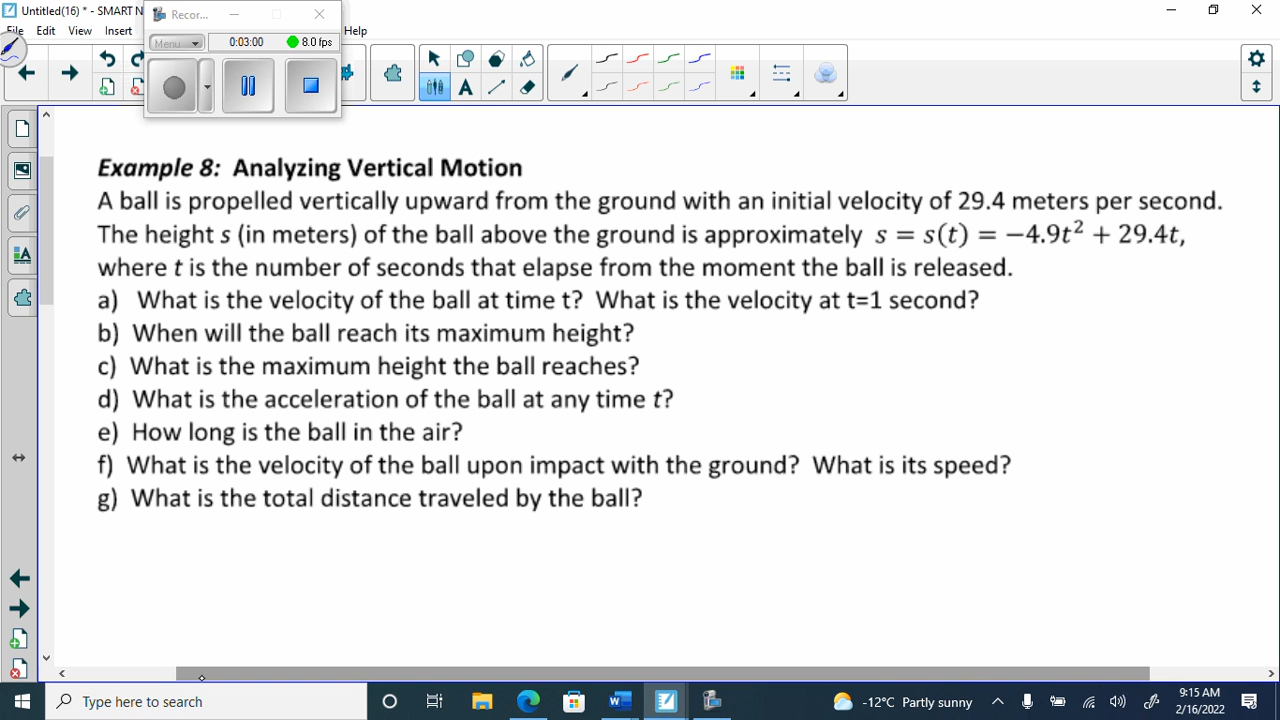 Untitled(16) * - SMART N
Recor...
File Edit View Insert Help
Menu 0:03:00 8.0 fps
Example 8: Analyzing Vertical Motion
A ball is propelled vertically upward from the ground with an initial velocity of 29.4 meters per second.
The height s (in meters) of the ball above the ground is approximately s = s(t) = −4.9t² + 29.4t,
where t is the number of seconds that elapse from the moment the ball is released.
a) What is the velocity of the ball at time t? What is the velocity at t=1 second?
b) When will the ball reach its maximum height?
c) What is the maximum height the ball reaches?
d) What is the acceleration of the ball at any time t?
e) How long is the ball in the air?
f) What is the velocity of the ball upon impact with the ground? What is its speed?
g) What is the total distance traveled by the ball?
Type here to search
-12°C Partly sunny
9:15 AM
2/16/2022